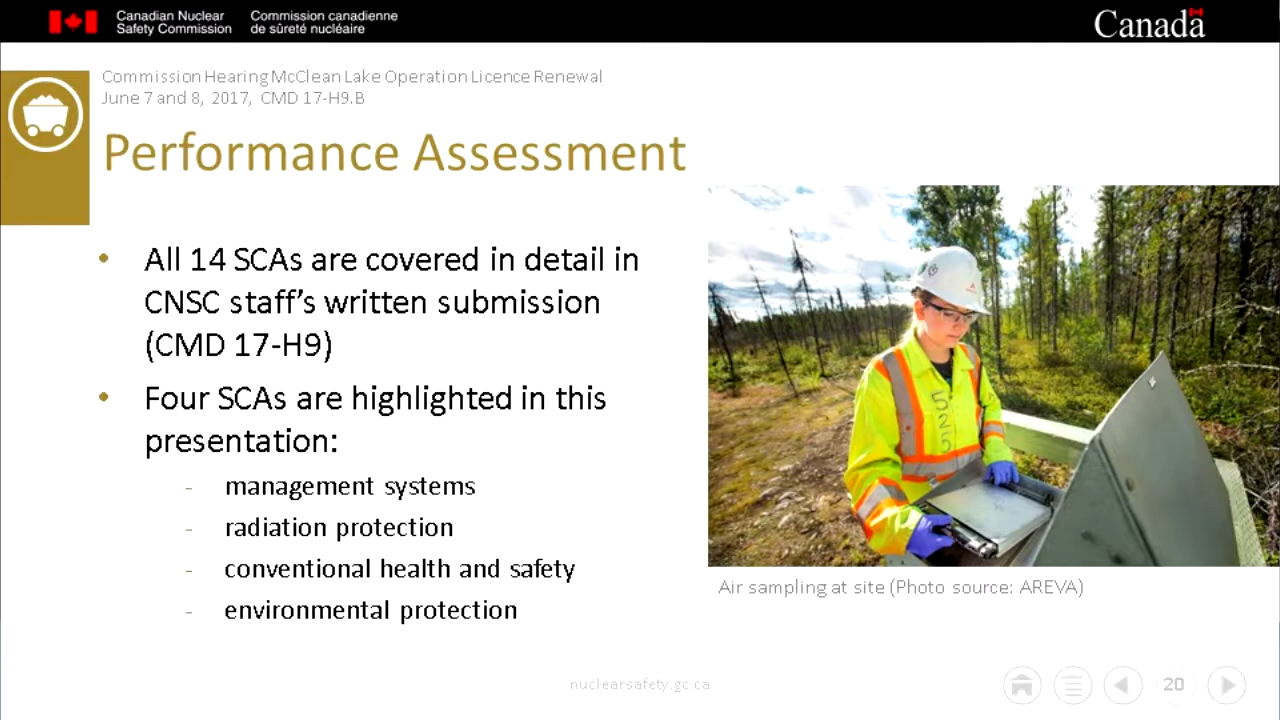 Canadian Nuclear
Safety Commission
Commission canadienne
de sûreté nucléaire
Canada
Commission Hearing McClean Lake Operation Licence Renewal
June 7 and 8, 2017, CMD 17-H9.B
Performance Assessment
• All 14 SCAs are covered in detail in
CNSC staff's written submission
(CMD 17-H9)
• Four SCAs are highlighted in this
presentation:
- management systems
- radiation protection
- conventional health and safety
- environmental protection
Air sampling at site (Photo source: AREVA)
nuclearsafety.gc.ca
20